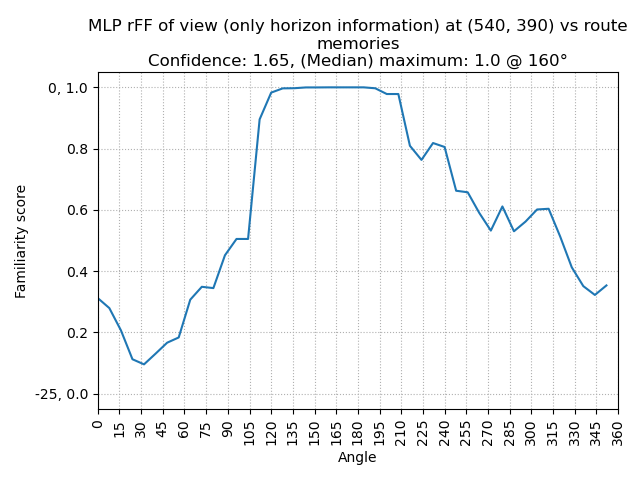 MLP rFF of view (only horizon information) at (540, 390) vs route
memories
Confidence: 1.65, (Median) maximum: 1.0 @ 160°
0, 1.0
0.8
0.6
0.4
0.2
-25, 0.0
Familiarity score
0 15 30 45 60 75 90 105 120 135 150 165 180 195 210 225 240 255 270 285 300 315 330 345 360
Angle